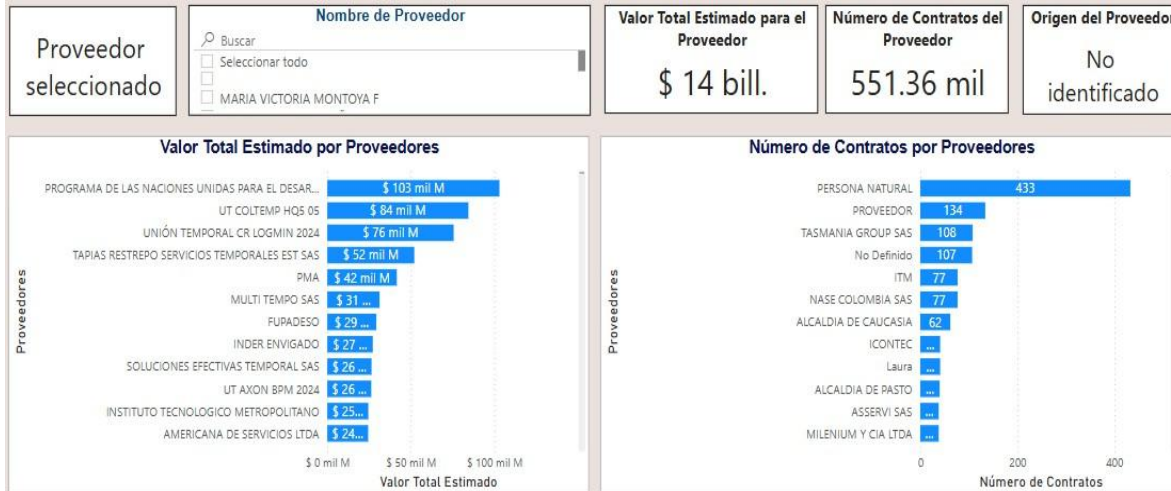 Proveedor
seleccionado
Nombre de Proveedor
Buscar
Seleccionar todo
MARIA VICTORIA MONTOYA F
Valor Total Estimado para el
Proveedor
$ 14 bill.
Número de Contratos del
Proveedor
551.36 mil
Origen del Proveedor
No
identificado
Valor Total Estimado por Proveedores
Proveedores
PROGRAMA DE LAS NACIONES UNIDAS PARA EL DESAR... $ 103 mil M
UT COLTEMP HQ5 05 $ 84 mil M
UNIÓN TEMPORAL CR LOGMIN 2024 $ 76 mil M
TAPIAS RESTREPO SERVICIOS TEMPORALES EST SAS $ 52 mil M
PMA $ 42 mil M
MULTI TEMPO SAS $ 31 ...
FUPADESO $ 29 ...
INDER ENVIGADO $ 27 ...
SOLUCIONES EFECTIVAS TEMPORAL SAS $ 26 ...
UT AXON BPM 2024 $ 26 ...
INSTITUTO TECNOLOGICO METROPOLITANO $ 25...
AMERICANA DE SERVICIOS LTDA $ 24...
$ 0 mil M $ 50 mil M $ 100 mil M
Valor Total Estimado
Número de Contratos por Proveedores
Proveedores
PERSONA NATURAL 433
PROVEEDOR 134
TASMANIA GROUP SAS 108
No Definido 107
ITM 77
NASE COLOMBIA SAS 77
ALCALDIA DE CAUCASIA 62
ICONTEC ...
Laura ...
ALCALDIA DE PASTO ...
ASSERVI SAS ...
MILENIUM Y CIA LTDA ...
0 200 400
Número de Contratos